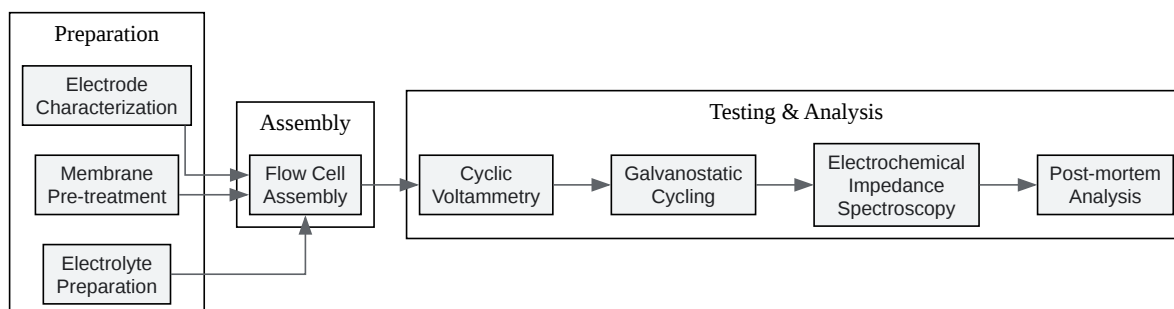 Preparation
Electrode
Characterization
Membrane
Pre-treatment
Electrolyte
Preparation
Assembly
Flow Cell
Assembly
Testing & Analysis
Cyclic
Voltammetry
Galvanostatic
Cycling
Electrochemical
Impedance
Spectroscopy
Post-mortem
Analysis